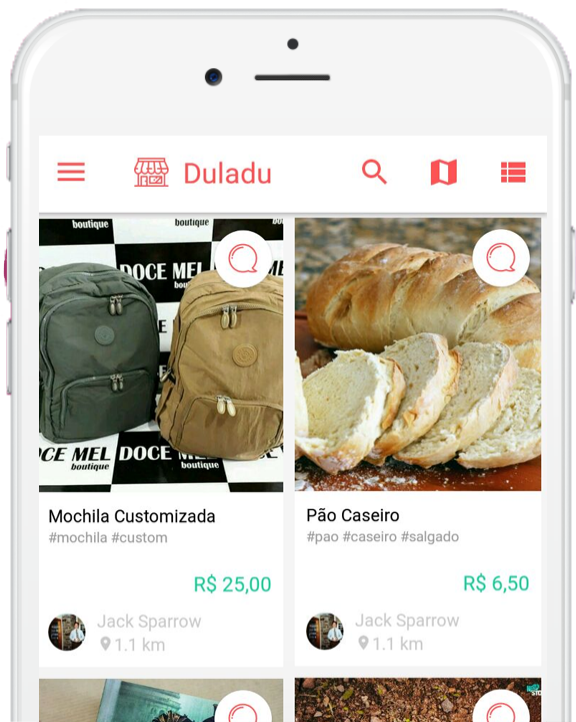 Duladu
boutique
boutique
DOCE MEL
DOCE MEL DOCE MEL
boutique
boutique
Mochila Customizada
#mochila #custom
R$ 25,00
Jack Sparrow
1.1 km
Pão Caseiro
#pao #caseiro #salgado
R$ 6,50
Jack Sparrow
1.1 km